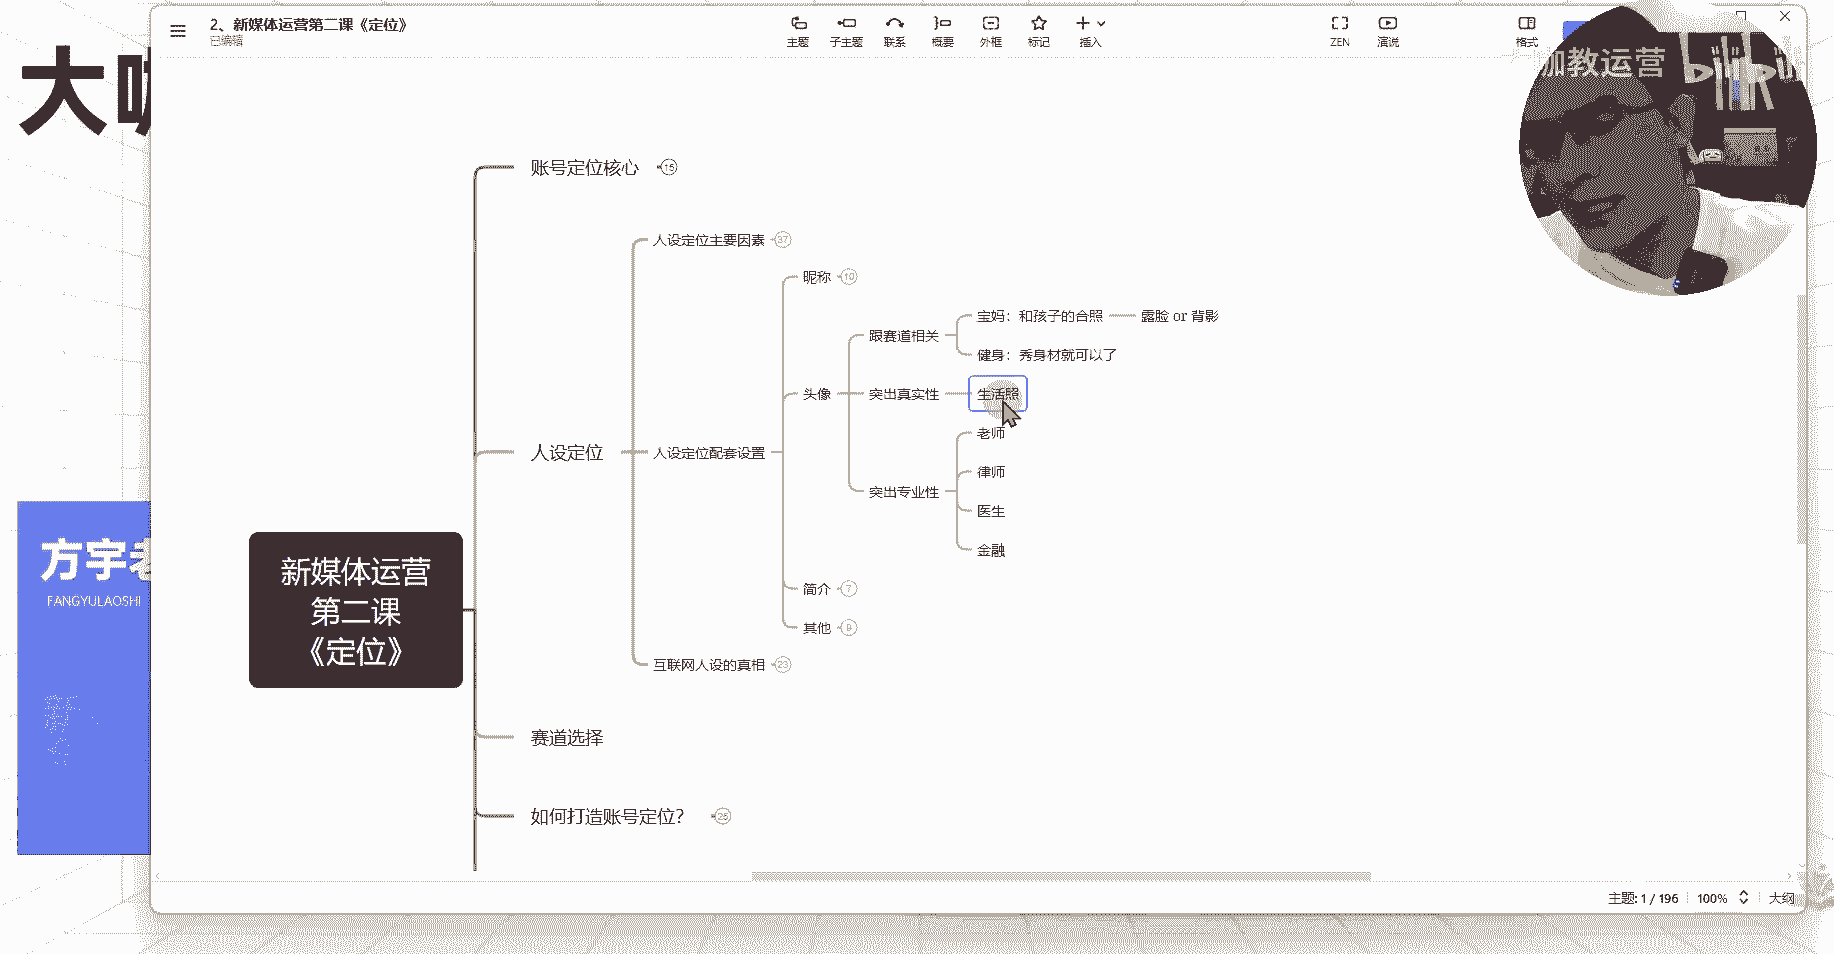 2、新媒体运营第二课《定位》
已编辑
主题
子主题
联系
概要
外框
标记
插入
ZEN
演说
格式
大
咖教运营
bilibili
账号定位核心 15
人设定位主要因素 37
昵称 10
宝妈：和孩子的合照
露脸 or 背影
跟赛道相关
健身：秀身材就可以了
头像
突出真实性
生活照
老师
人设定位
人设定位配套设置
律师
突出专业性
医生
金融
方宇老
FANGYULAOSHI
新媒体运营
第二课
《定位》
简介 7
其他 9
互联网人设的真相 23
赛道选择
如何打造账号定位？ 25
主题: 1 / 196
100%
大纲